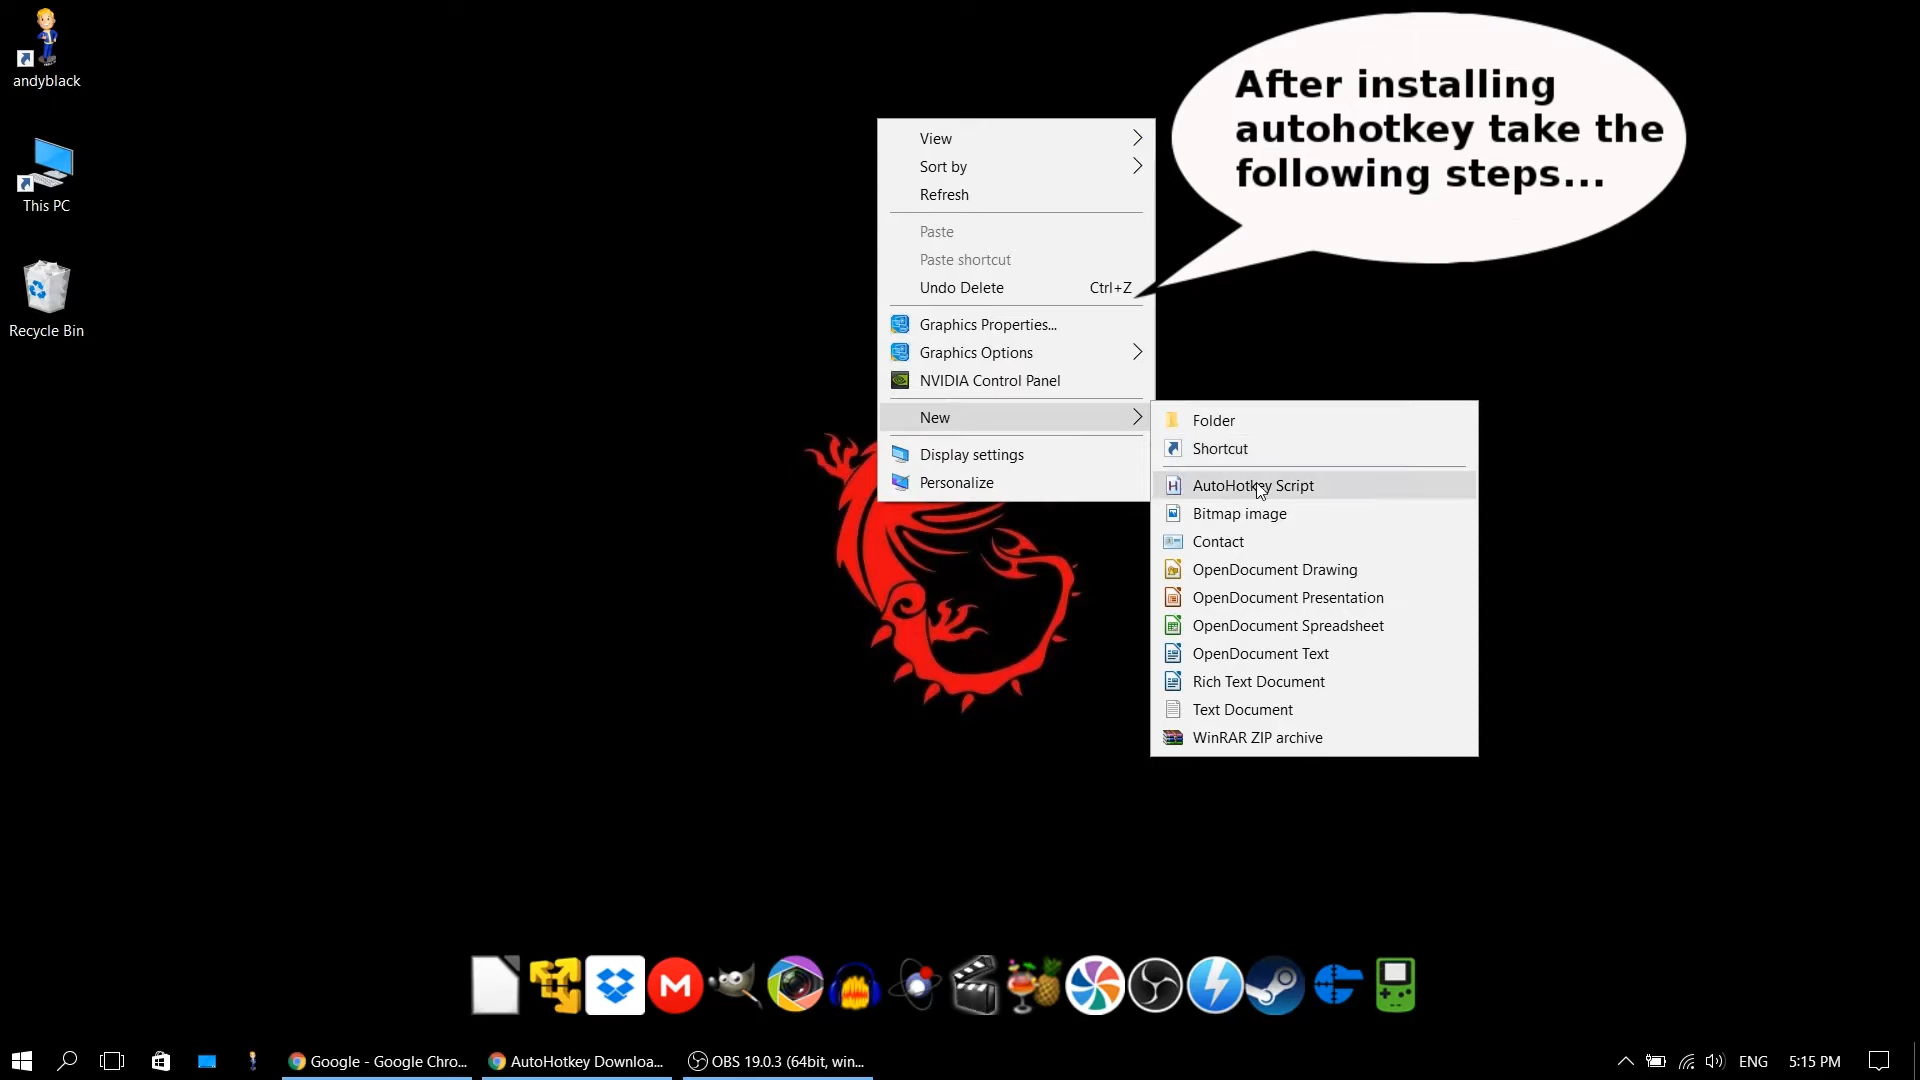 andyblack
This PC
Recycle Bin
After installing
autohotkey take the
following steps...
View
Sort by
Refresh
Paste
Paste shortcut
Undo Delete Ctrl+Z
Graphics Properties...
Graphics Options
NVIDIA Control Panel
New
Display settings
Personalize
Folder
Shortcut
AutoHotkey Script
Bitmap image
Contact
OpenDocument Drawing
OpenDocument Presentation
OpenDocument Spreadsheet
OpenDocument Text
Rich Text Document
Text Document
WinRAR ZIP archive
Google - Google Chro... AutoHotkey Downloa... OBS 19.0.3 (64bit, win... ENG 5:15 PM